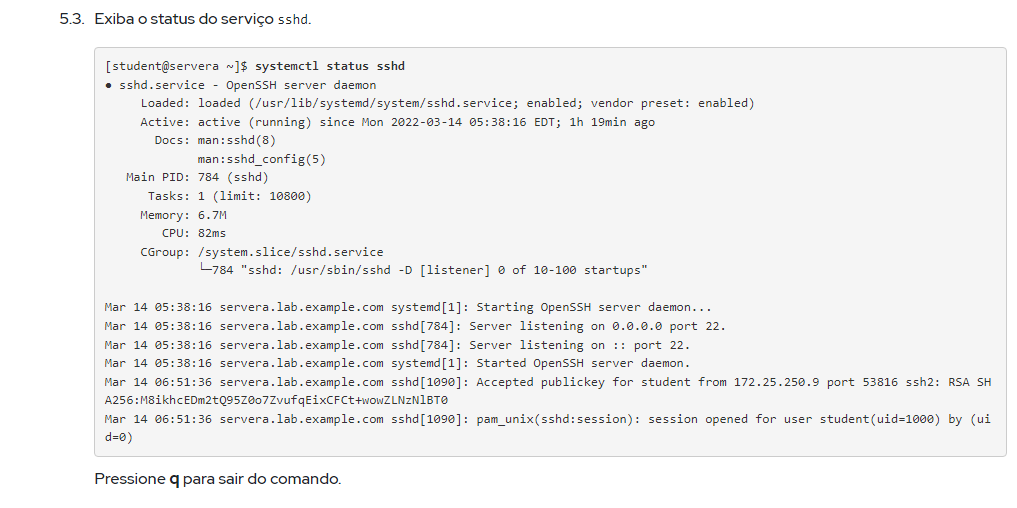 5.3. Exiba o status do serviço sshd.
[student@servera ~]$ systemctl status sshd
● sshd.service - OpenSSH server daemon
Loaded: loaded (/usr/lib/systemd/system/sshd.service; enabled; vendor preset: enabled)
Active: active (running) since Mon 2022-03-14 05:38:16 EDT; 1h 19min ago
Docs: man:sshd(8)
man:sshd_config(5)
Main PID: 784 (sshd)
Tasks: 1 (limit: 10800)
Memory: 6.7M
CPU: 82ms
CGroup: /system.slice/sshd.service
└─784 "sshd: /usr/sbin/sshd -D [listener] 0 of 10-100 startups"
Mar 14 05:38:16 servera.lab.example.com systemd[1]: Starting OpenSSH server daemon...
Mar 14 05:38:16 servera.lab.example.com sshd[784]: Server listening on 0.0.0.0 port 22.
Mar 14 05:38:16 servera.lab.example.com sshd[784]: Server listening on :: port 22.
Mar 14 05:38:16 servera.lab.example.com systemd[1]: Started OpenSSH server daemon.
Mar 14 06:51:36 servera.lab.example.com sshd[1090]: Accepted publickey for student from 172.25.250.9 port 53816 ssh2: RSA SH
A256:M8ikhcEDm2tQ95Z0o7ZvufqEixCFCt+wowZLNzNlBT0
Mar 14 06:51:36 servera.lab.example.com sshd[1090]: pam_unix(sshd:session): session opened for user student(uid=1000) by (ui
d=0)
Pressione q para sair do comando.